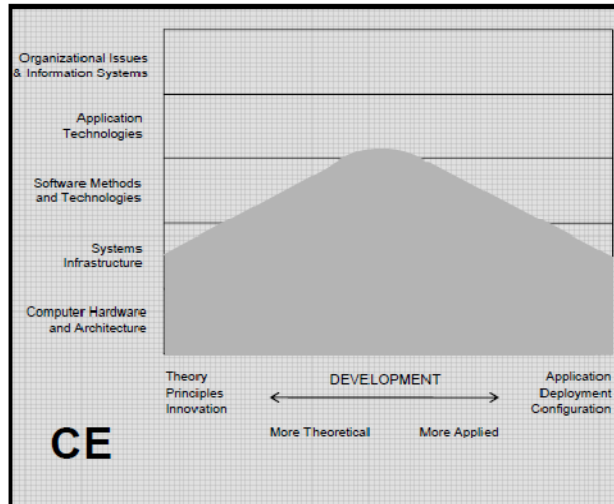 Organizational Issues
& Information Systems
Application
Technologies
Software Methods
and Technologies
Systems
Infrastructure
Computer Hardware
and Architecture
Theory
Principles
Innovation
DEVELOPMENT
Application
Deployment
Configuration
More Theoretical
More Applied
CE